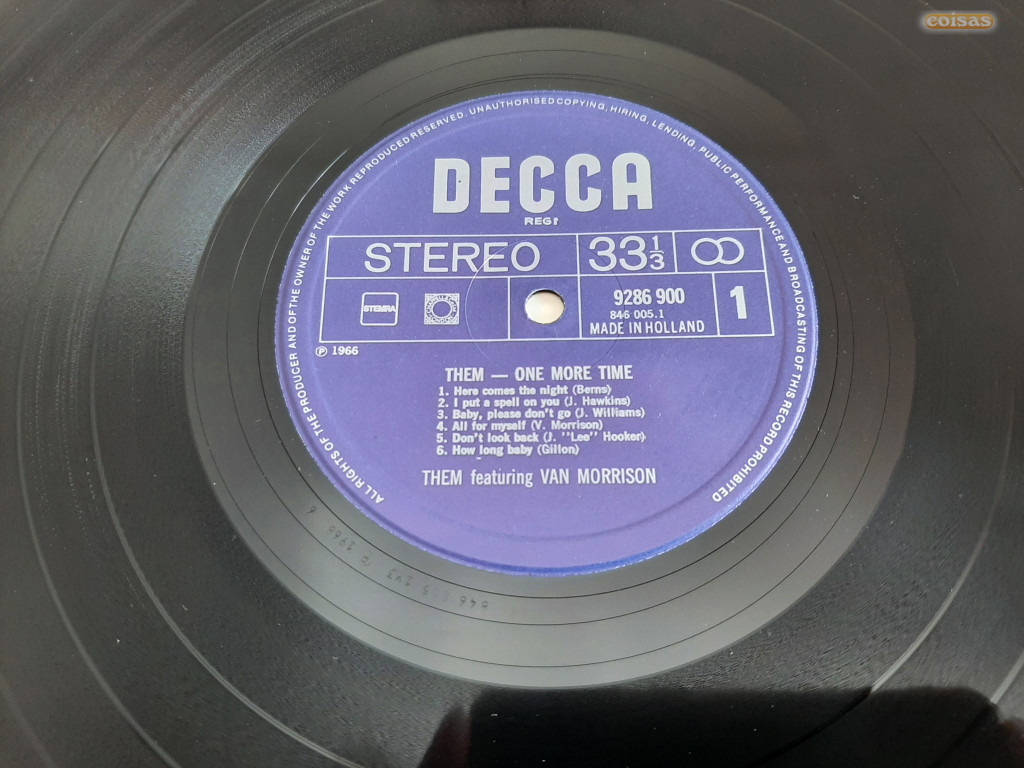 coisas
ALL RIGHTS OF THE PRODUCER AND OF THE OWNER OF THE WORK REPRODUCED RESERVED. UNAUTHORISED COPYING, HIRING, LENDING, PUBLIC PERFORMANCE AND BROADCASTING OF THIS RECORD PROHIBITED
DECCA
REGD
STEREO 33 1/3
STEMRA 9286 900 1
846 005.1
MADE IN HOLLAND
℗ 1966
THEM — ONE MORE TIME
1. Here comes the night (Berns)
2. I put a spell on you (J. Hawkins)
3. Baby, please don't go (J. Williams)
4. All for myself (V. Morrison)
5. Don't look back (J. "Lee" Hooker)
6. How long baby (Gillon)
THEM featuring VAN MORRISON